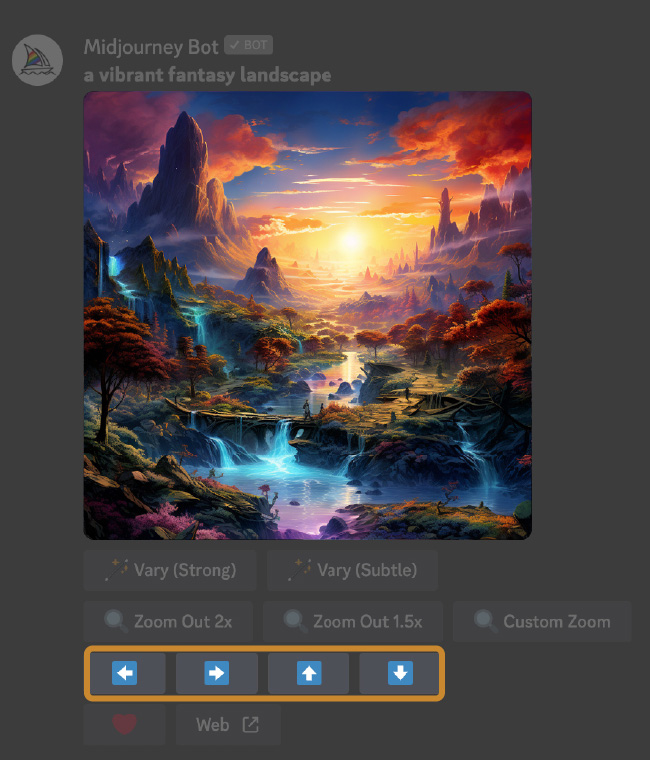 Midjourney Bot ✓ BOT
a vibrant fantasy landscape
Vary (Strong) Vary (Subtle)
Zoom Out 2x Zoom Out 1.5x Custom Zoom
Web